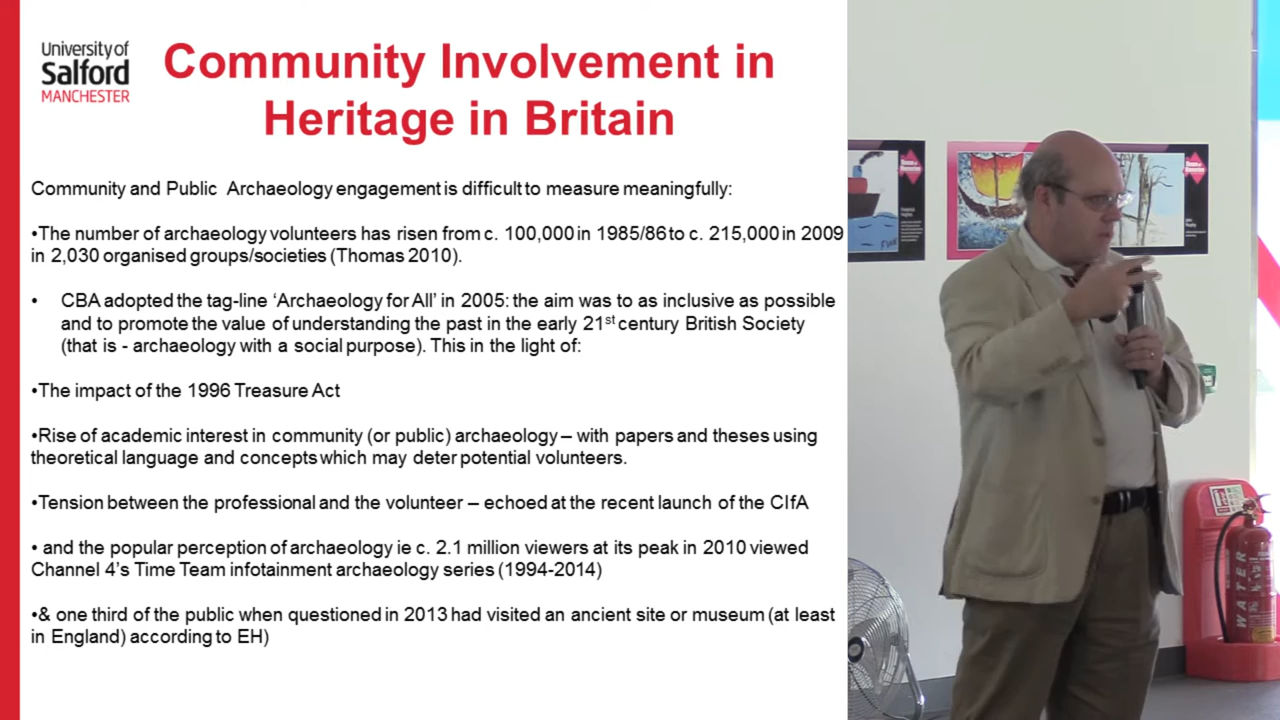 University of
Salford
MANCHESTER
Community Involvement in
Heritage in Britain
Community and Public Archaeology engagement is difficult to measure meaningfully:
•The number of archaeology volunteers has risen from c. 100,000 in 1985/86 to c. 215,000 in 2009
in 2,030 organised groups/societies (Thomas 2010).
• CBA adopted the tag-line ‘Archaeology for All’ in 2005: the aim was to as inclusive as possible
and to promote the value of understanding the past in the early 21st century British Society
(that is - archaeology with a social purpose). This in the light of:
•The impact of the 1996 Treasure Act
•Rise of academic interest in community (or public) archaeology – with papers and theses using
theoretical language and concepts which may deter potential volunteers.
•Tension between the professional and the volunteer – echoed at the recent launch of the CIfA
• and the popular perception of archaeology ie c. 2.1 million viewers at its peak in 2010 viewed
Channel 4’s Time Team infotainment archaeology series (1994-2014)
•& one third of the public when questioned in 2013 had visited an ancient site or museum (at least
in England) according to EH)
WATER